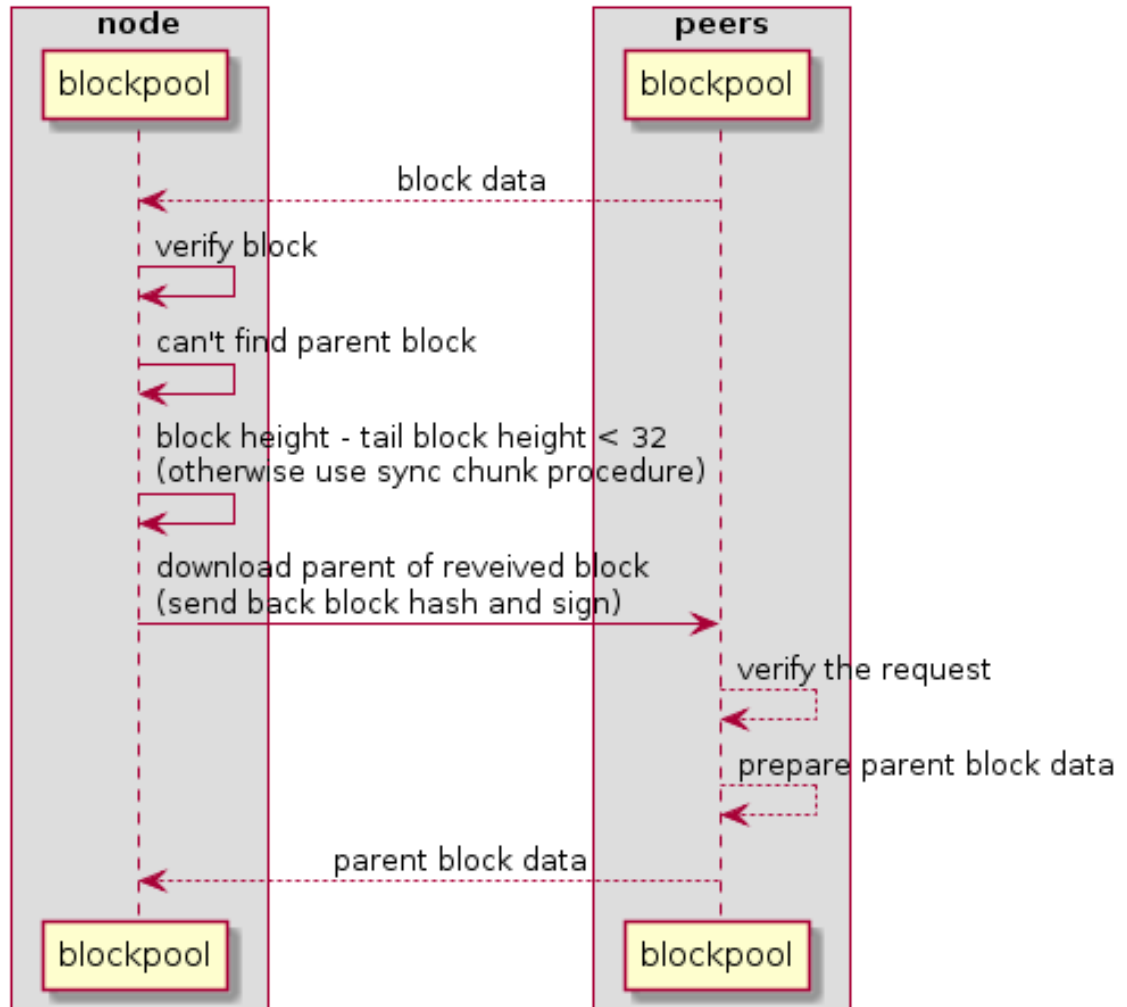 node
peers
blockpool
blockpool
block data
verify block
can't find parent block
block height - tail block height < 32
(otherwise use sync chunk procedure)
download parent of reveived block
(send back block hash and sign)
verify the request
prepare parent block data
parent block data
blockpool
blockpool